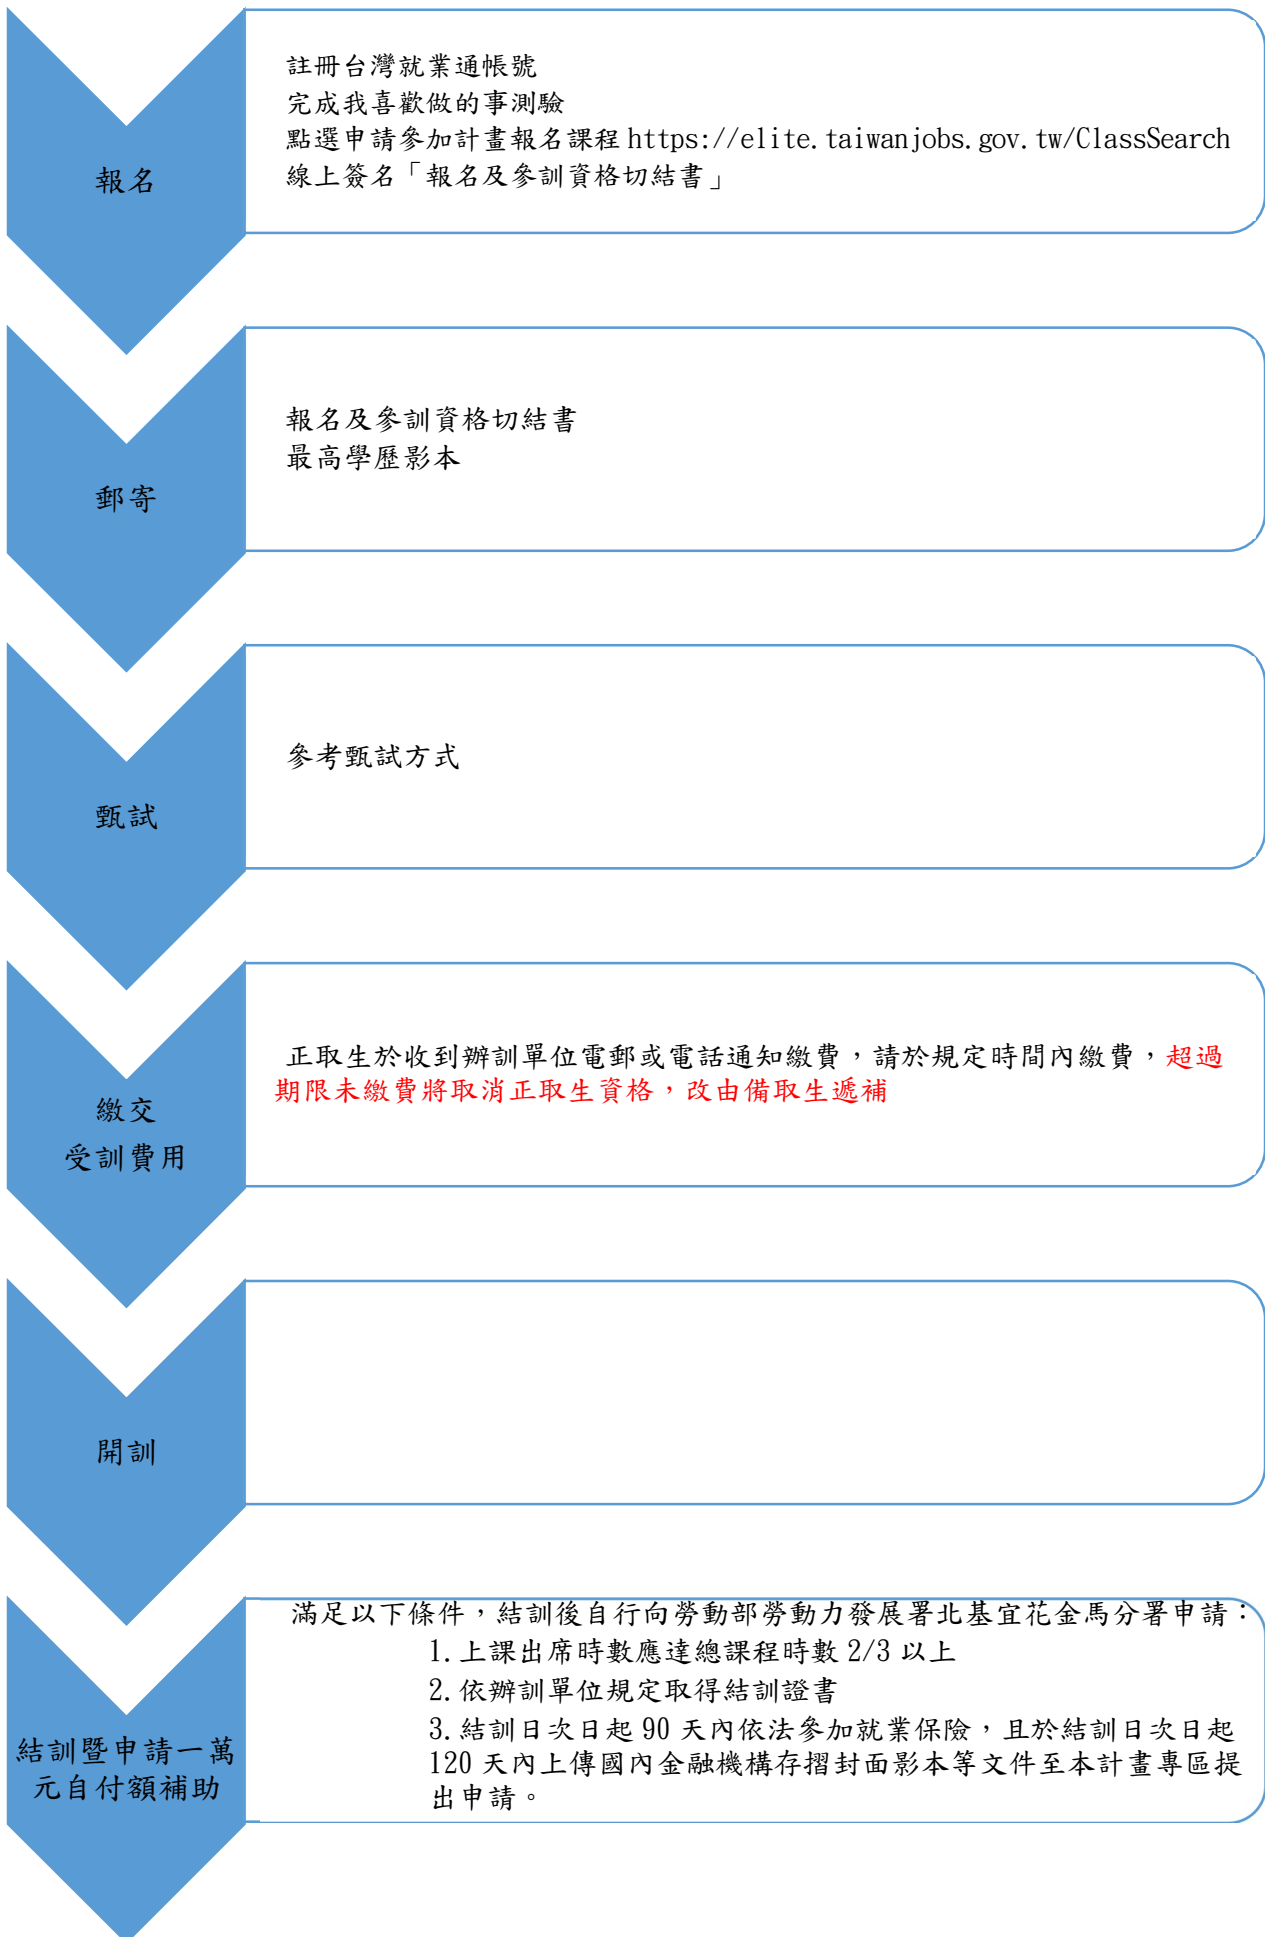 報名
註冊台灣就業通帳號
完成我喜歡做的事測驗
點選申請參加計畫報名課程 https://elite.taiwanjobs.gov.tw/ClassSearch
線上簽名「報名及參訓資格切結書」
郵寄
報名及參訓資格切結書
最高學歷影本
甄試
參考甄試方式
繳交
受訓費用
正取生於收到辦訓單位電郵或電話通知繳費，請於規定時間內繳費，超過
期限未繳費將取消正取生資格，改由備取生遞補
開訓
結訓暨申請一萬
元自付額補助
滿足以下條件，結訓後自行向勞動部勞動力發展署北基宜花金馬分署申請：
1.上課出席時數應達總課程時數 2/3 以上
2.依辦訓單位規定取得結訓證書
3.結訓日次日起 90 天內依法參加就業保險，且於結訓日次日起
120 天內上傳國內金融機構存摺封面影本等文件至本計畫專區提
出申請。